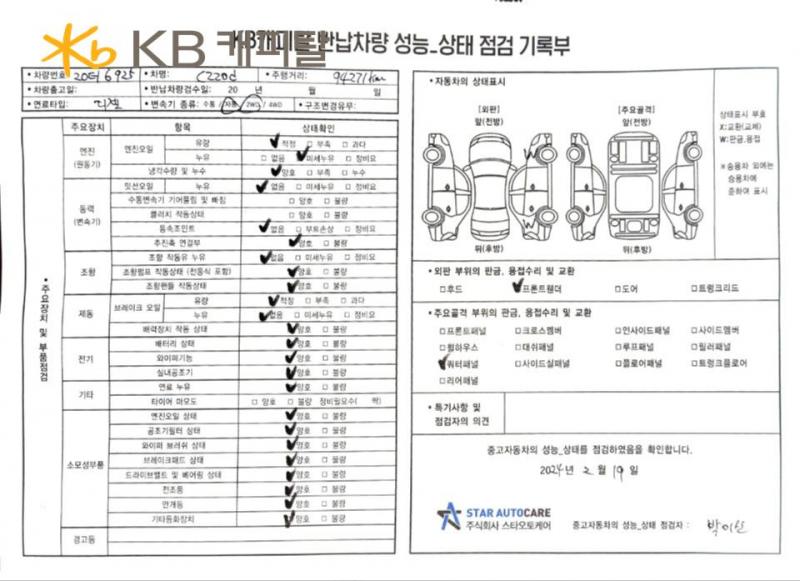 KB 캐피탈
KB캐피탈 반납차량 성능_상태 점검 기록부
• 차량번호 • 차명: C220d • 주행거리: 94271km
• 차량출고일: • 반납차량검수일: 20 년 월 일
• 연료타입: 디젤 • 변속기 종류: 수동 / 자동 2WD / 4WD • 구조변경유무:
• 주요장치 및 부품점검
주요장치 항목 상태확인
엔진 (원동기) 엔진오일 유량 ✓적정 □ 부족 □ 과다
누유 □ 없음 ✓미세누유 □ 정비요
냉각수량 및 누수 ✓양호 □ 부족 □ 누수
동력 (변속기) 밋션오일 누유 ✓없음 □ 미세누유 □ 정비요
수동변속기 기어풀림 및 빠짐 □ 양호 □ 불량
클러치 작동상태 □ 양호 □ 불량
등속조인트 ✓없음 □ 부트손상 □ 정비요
추진축 연결부 ✓양호 □ 불량
조향 조향 작동유 누유 ✓없음 □ 미세누유 □ 정비요
조향펌프 작동상태 (전동식 포함) ✓양호 □ 불량
조향핸들 작동상태 ✓양호 □ 불량
제동 브레이크 오일 유량 ✓적정 □ 부족 □ 과다
누유 ✓없음 □ 미세누유 □ 정비요
배력장치 작동 상태 ✓양호 □ 불량
전기 배터리 상태 ✓양호 □ 불량
와이퍼기능 ✓양호 □ 불량
실내공조기 ✓양호 □ 불량
기타 연료 누유 ✓양호 □ 불량
타이어 마모도 □ 양호 □ 불량 정비필요수( 짝)
소모성부품 엔진오일 상태 ✓양호 □ 불량
공조기필터 상태 ✓양호 □ 불량
와이퍼 브러쉬 상태 ✓양호 □ 불량
브레이크패드 상태 ✓양호 □ 불량
드라이브밸트 및 베어링 상태 ✓양호 □ 불량
전조등 ✓양호 □ 불량
안개등 ✓양호 □ 불량
기타등화장치 ✓양호 □ 불량
경고등
• 자동차의 상태표시
[외판] [주요골격]
앞(전방) 앞(전방)
W
W
뒤(후방) 뒤(후방)
상태표시 부호
X:교환(교체)
W:판금,용접
※승용차 외에는
승용차에
준하여 표시
• 외판 부위의 판금, 용접수리 및 교환
□후드 ✓프론트휀더 □도어 □트렁크리드
• 주요골격 부위의 판금, 용접수리 및 교환
□프론트패널 □크로스멤버 □인사이드패널 □사이드멤버
□휠하우스 □대쉬패널 □루프패널 □필러패널
✓쿼터패널 □사이드실패널 □플로어패널 □트렁크플로어
□리어패널
• 특기사항 및
점검자의 의견
중고자동차의 성능_상태를 점검하였음을 확인합니다.
2024년 2월 19일
STAR AUTOCARE
주식회사 스타오토케어
중고자동차의 성능_상태 점검자 :